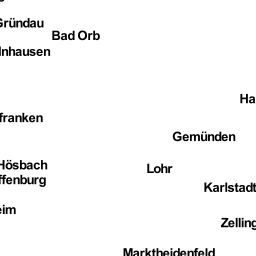 Gründau
Bad Orb
lnhausen
Ha
franken
Gemünden
Hösbach
Lohr
ffenburg
Karlstadt
eim
Zelling
Marktheidenfeld